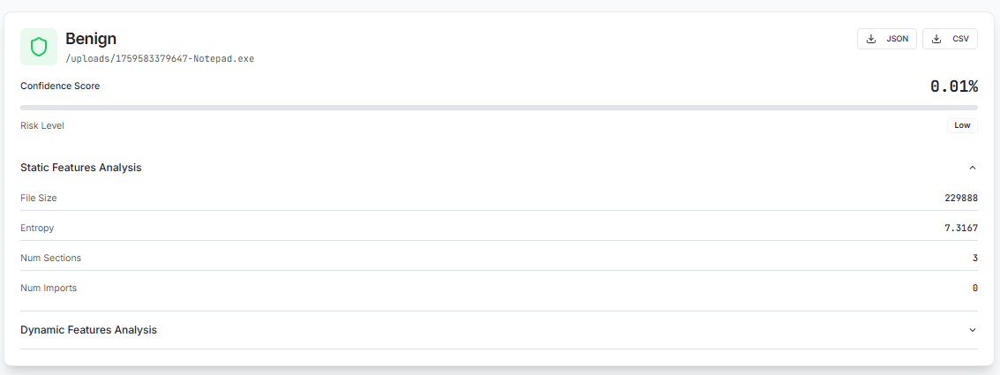 Benign
JSON
CSV
/uploads/1759583379647-Notepad.exe
Confidence Score 0.01%
Risk Level Low
Static Features Analysis
File Size 229888
Entropy 7.3167
Num Sections 3
Num Imports 0
Dynamic Features Analysis